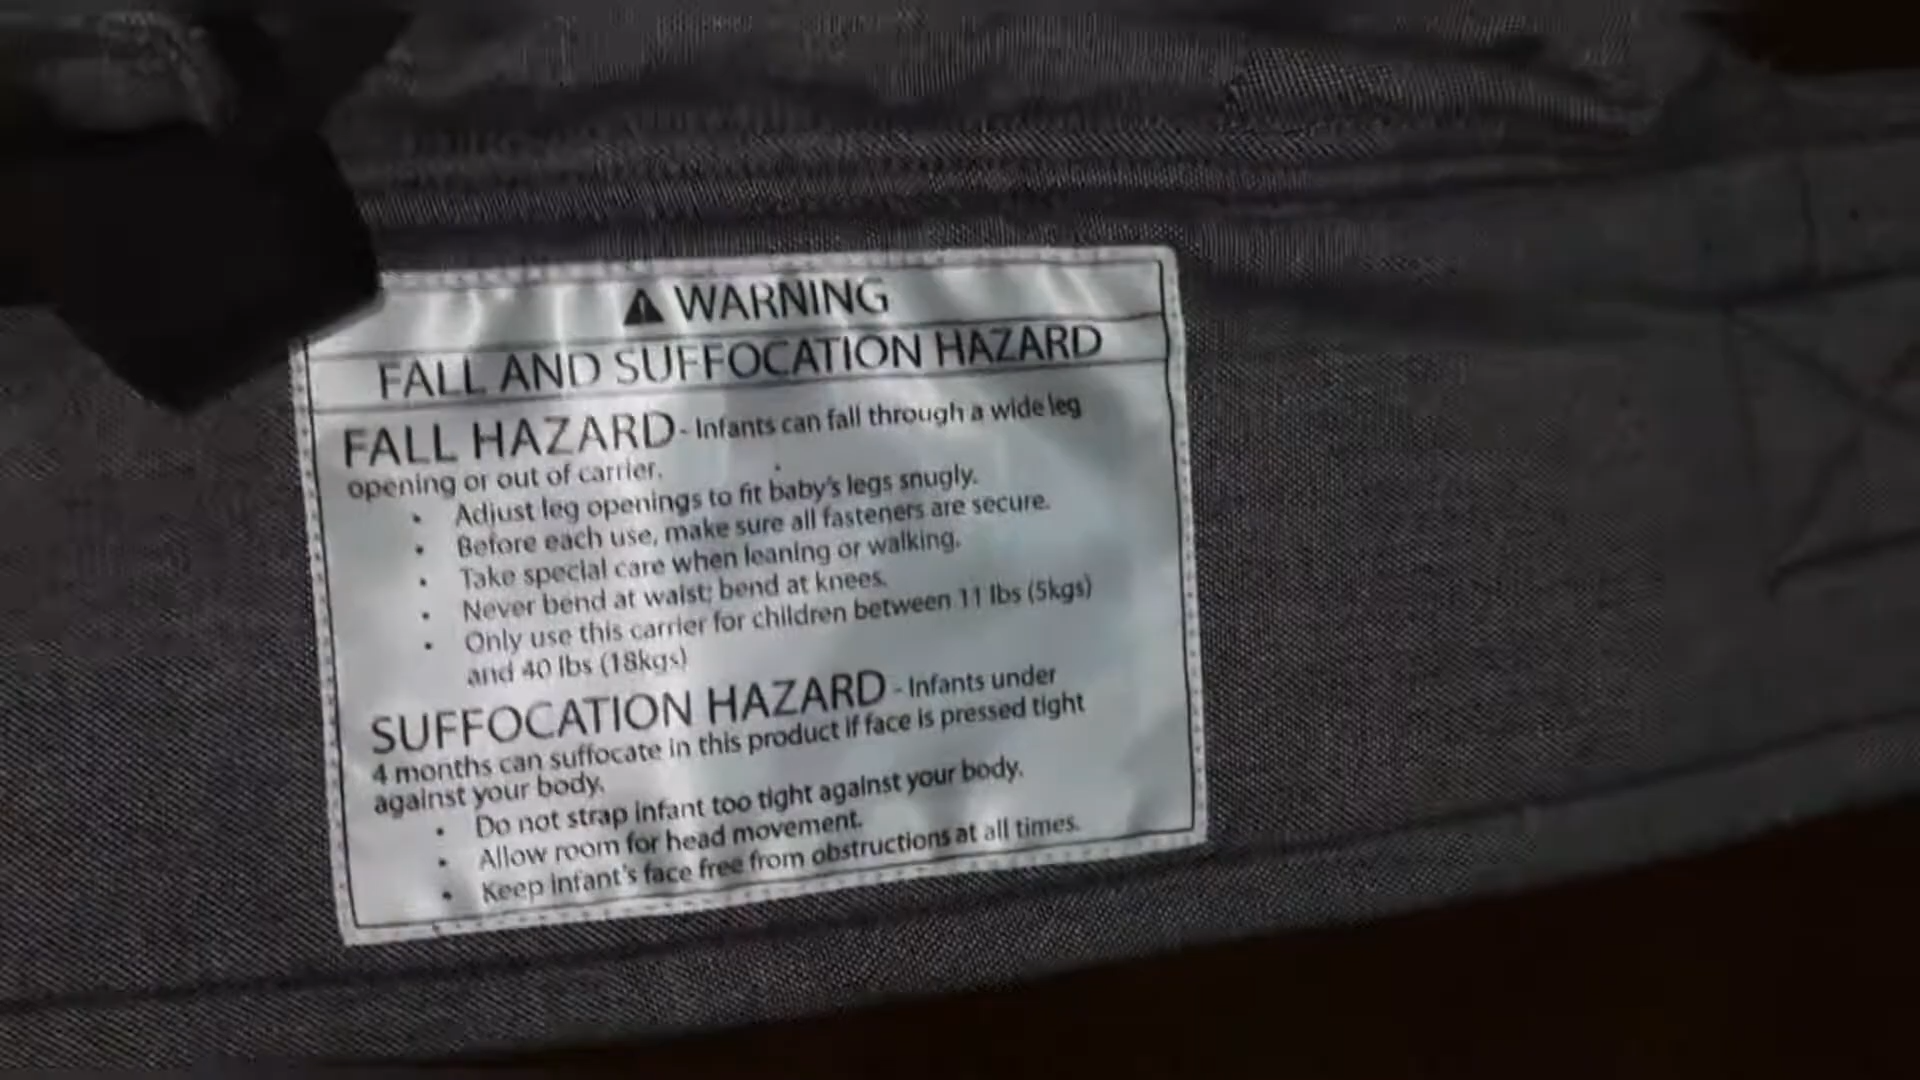 WARNING
FALL AND SUFFOCATION HAZARD
FALL HAZARD - Infants can fall through a wide leg
opening or out of carrier.
• Adjust leg openings to fit baby's legs snugly.
• Before each use, make sure all fasteners are secure.
• Take special care when leaning or walking.
• Never bend at waist; bend at knees.
• Only use this carrier for children between 11 lbs (5kgs)
and 40 lbs (18kgs)
SUFFOCATION HAZARD - Infants under
4 months can suffocate in this product if face is pressed tight
against your body.
• Do not strap infant too tight against your body.
• Allow room for head movement.
• Keep infant's face free from obstructions at all times.